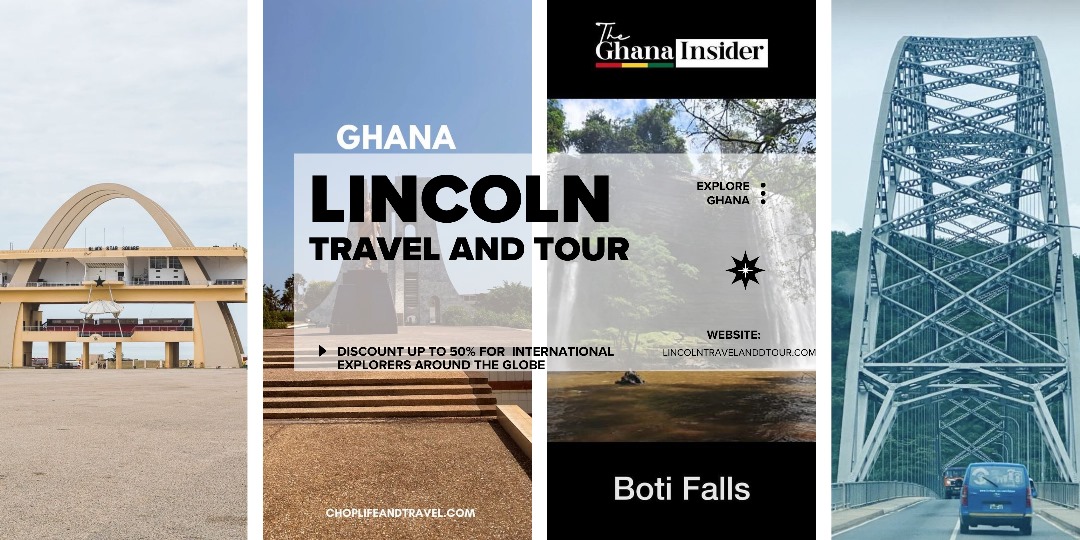 BLACK STAR SQUARE
GHANA
LINCOLN
TRAVEL AND TOUR
DISCOUNT UP TO 50% FOR INTERNATIONAL
EXPLORERS AROUND THE GLOBE
CHOPLIFEANDTRAVEL.COM
The
Ghana Insider
EXPLORE
GHANA
WEBSITE:
LINCOLNTRAVELANDDTOUR.COM
Boti Falls